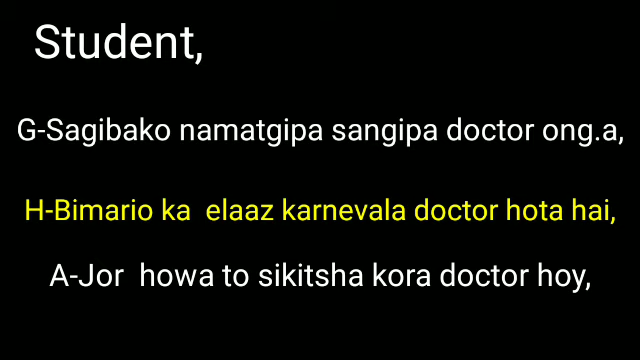 Student,
G-Sagibako namatgipa sangipa doctor ong.a,
H-Bimario ka elaaz karnevala doctor hota hai,
A-Jor howa to sikitsha kora doctor hoy,